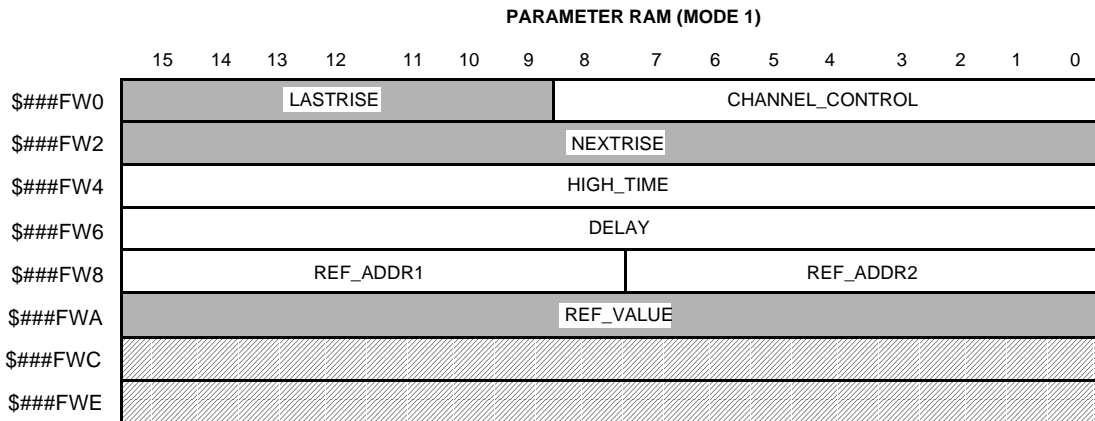 PARAMETER RAM (MODE 1)
15 14 13 12 11 10 9 8 7 6 5 4 3 2 1 0
$###FW0 LASTRISE CHANNEL_CONTROL
$###FW2 NEXTRISE
$###FW4 HIGH_TIME
$###FW6 DELAY
$###FW8 REF_ADDR1 REF_ADDR2
$###FWA REF_VALUE
$###FWC
$###FWE